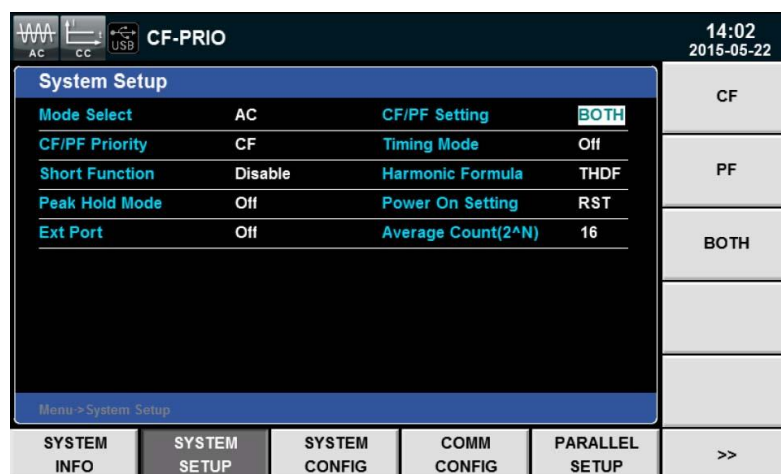 AC CC USB CF-PRIO
14:02
2015-05-22
System Setup
Mode Select AC CF/PF Setting BOTH
CF/PF Priority CF Timing Mode Off
Short Function Disable Harmonic Formula THDF
Peak Hold Mode Off Power On Setting RST
Ext Port Off Average Count(2^N) 16
Menu->System Setup
CF
PF
BOTH
SYSTEM INFO
SYSTEM SETUP
SYSTEM CONFIG
COMM CONFIG
PARALLEL SETUP
>>